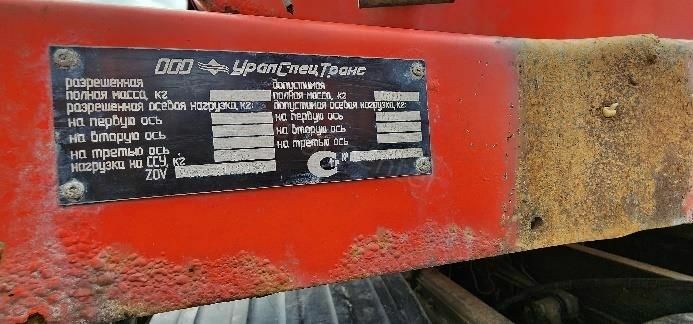 ООО УралСпецТранс
разрешенная
полная масса, кг
разрешенная осевая нагрузка, кг:
на первую ось
на вторую ось
на третью ось
нагрузка на ССУ, кг
ZOV
допустимая
полная масса, кг
допустимая осевая нагрузка, кг:
на первую ось
на вторую ось
на третью ось
№